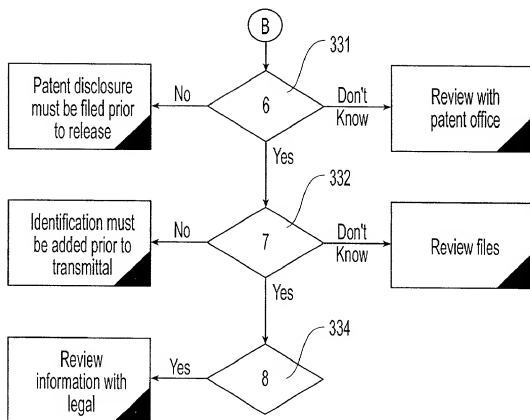 B
331
Patent disclosure
must be filed prior
to release
No
6
Don't
Know
Review with
patent office
Yes
332
Identification must
be added prior to
transmittal
No
7
Don't
Know
Review files
Yes
334
Review
information with
legal
Yes
8